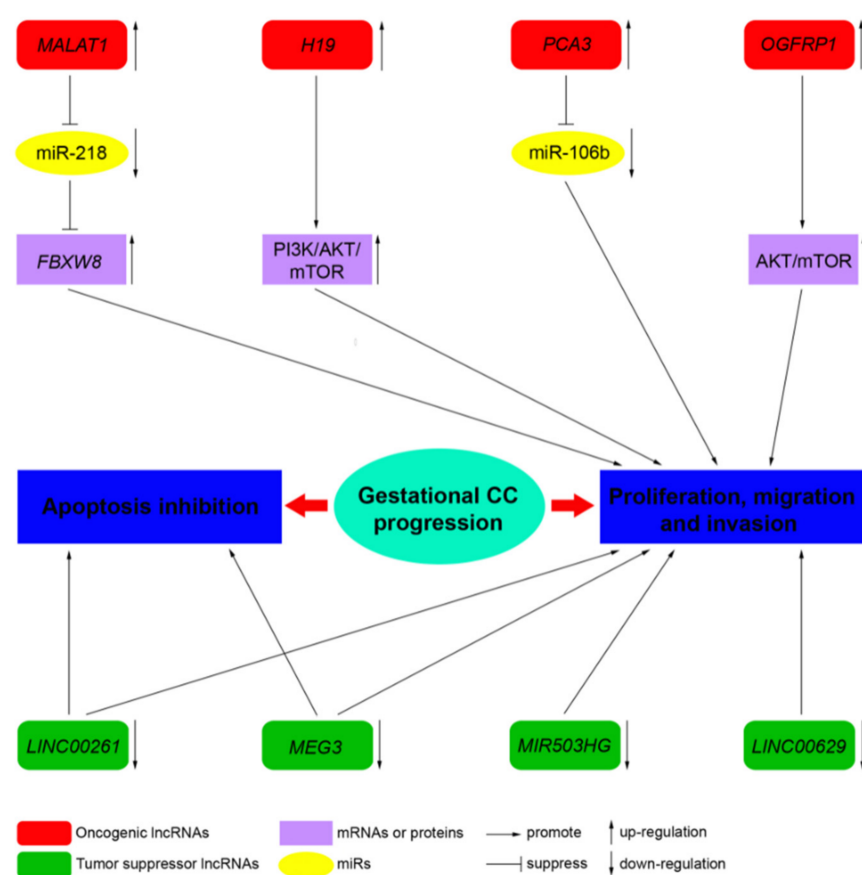 MALAT1
H19
PCA3
OGFRP1
miR-218
miR-106b
FBXW8
PI3K/AKT/
mTOR
AKT/mTOR
Apoptosis inhibition
Gestational CC
progression
Proliferation, migration
and invasion
LINC00261
MEG3
MIR503HG
LINC00629
Oncogenic lncRNAs
mRNAs or proteins
promote
up-regulation
Tumor suppressor lncRNAs
miRs
suppress
down-regulation